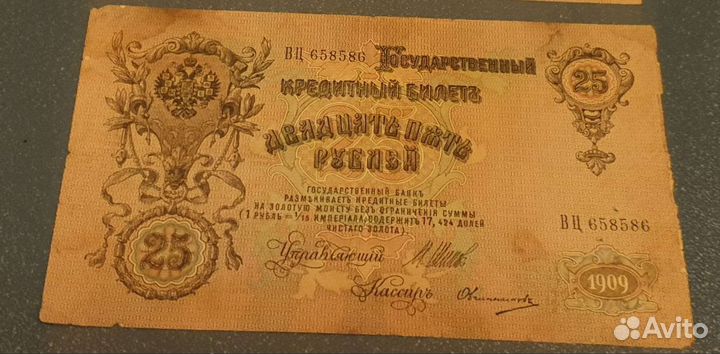 ВЦ 658586 Государственный
Кредитный Билетъ
Двадцать пять
рублей
25
ГОСУДАРСТВЕННЫЙ БАНКЪ
РАЗМѢНИВАЕТЪ КРЕДИТНЫЕ БИЛЕТЫ
НА ЗОЛОТУЮ МОНЕТУ БЕЗЪ ОГРАНИЧЕНІЯ СУММЫ
(1 РУБЛЬ = 1/15 ИМПЕРІАЛА, СОДЕРЖИТЪ 17,424 ДОЛЕЙ
ЧИСТАГО ЗОЛОТА).
ВЦ 658586
25
Управляющій
Кассиръ
1909
Avito